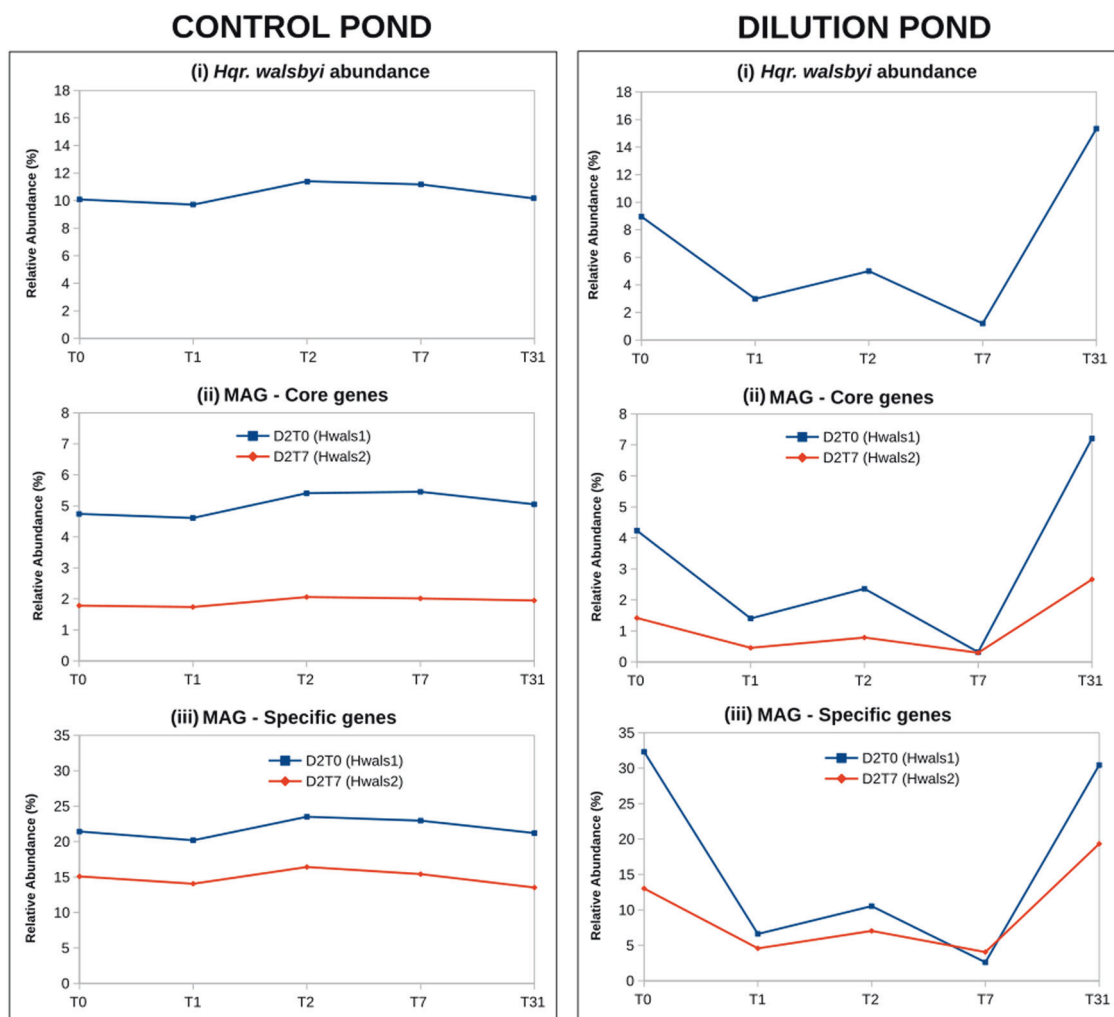 CONTROL POND
(i) Hqr. walsbyi abundance
Relative Abundance (%)
18
16
14
12
10
8
6
4
2
0
T0 T1 T2 T7 T31
(ii) MAG - Core genes
Relative Abundance (%)
8
7
6
5
4
3
2
1
0
D2T0 (Hwals1)
D2T7 (Hwals2)
T0 T1 T2 T7 T31
(iii) MAG - Specific genes
Relative Abundance (%)
35
30
25
20
15
10
5
0
D2T0 (Hwals1)
D2T7 (Hwals2)
T0 T1 T2 T7 T31
DILUTION POND
(i) Hqr. walsbyi abundance
Relative Abundance (%)
18
16
14
12
10
8
6
4
2
0
T0 T1 T2 T7 T31
(ii) MAG - Core genes
Relative Abundance (%)
8
7
6
5
4
3
2
1
0
D2T0 (Hwals1)
D2T7 (Hwals2)
T0 T1 T2 T7 T31
(iii) MAG - Specific genes
Relative Abundance (%)
35
30
25
20
15
10
5
0
D2T0 (Hwals1)
D2T7 (Hwals2)
T0 T1 T2 T7 T31